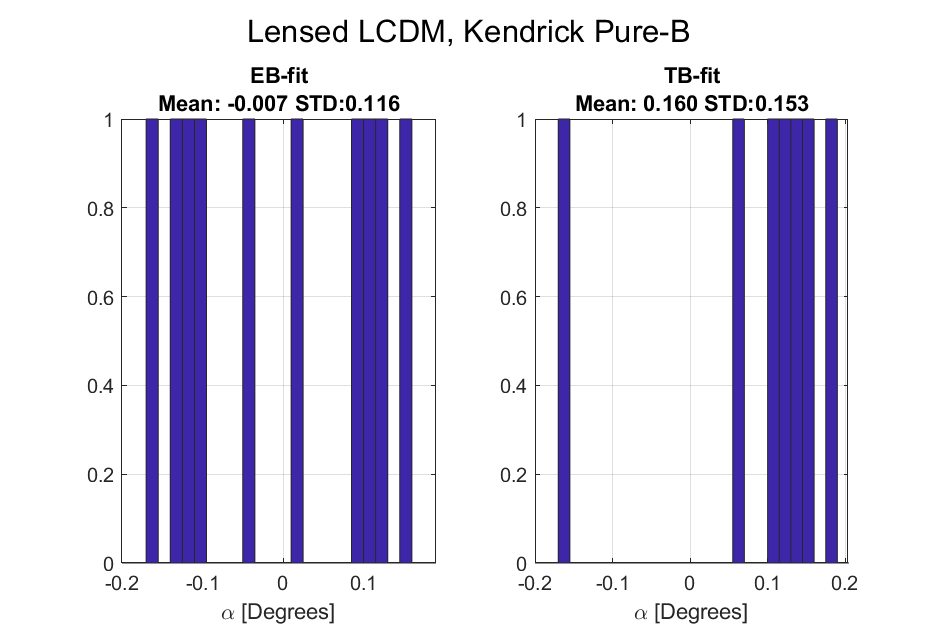 Lensed LCDM, Kendrick Pure-B
EB-fit
Mean: -0.007 STD:0.116
1
0.8
0.6
0.4
0.2
0
-0.2 -0.1 0 0.1
α [Degrees]
TB-fit
Mean: 0.160 STD:0.153
1
0.8
0.6
0.4
0.2
0
-0.2 -0.1 0 0.1 0.2
α [Degrees]